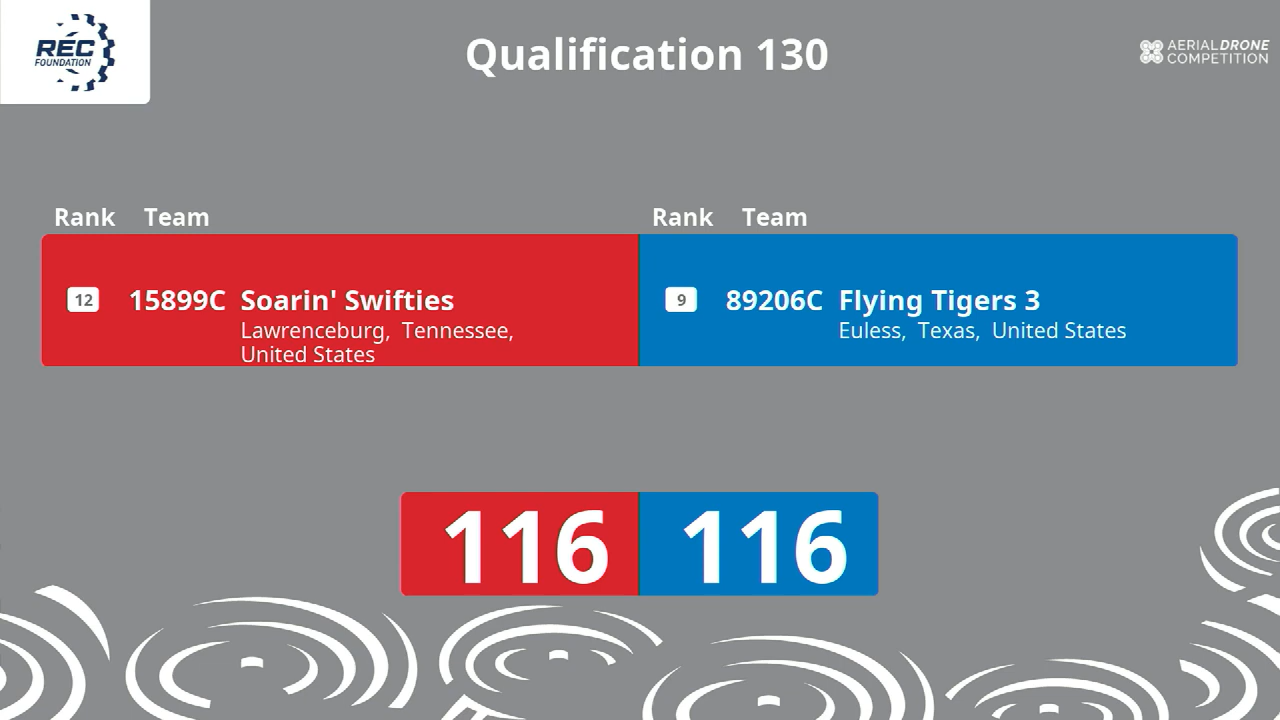 REC
FOUNDATION
Qualification 130
AERIALDRONE
COMPETITION
Rank Team
Rank Team
12 15899C Soarin' Swifties
Lawrenceburg, Tennessee,
United States
9 89206C Flying Tigers 3
Euless, Texas, United States
116 116